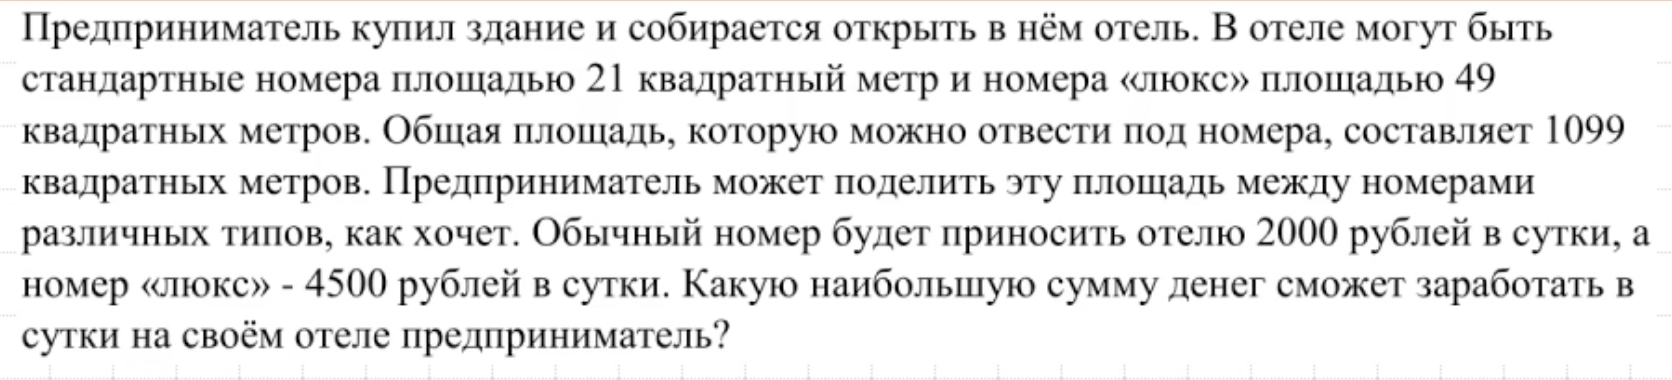 Предприниматель купил здание и собирается открыть в нём отель. В отеле могут быть
стандартные номера площадью 21 квадратный метр и номера «люкс» площадью 49
квадратных метров. Общая площадь, которую можно отвести под номера, составляет 1099
квадратных метров. Предприниматель может поделить эту площадь между номерами
различных типов, как хочет. Обычный номер будет приносить отелю 2000 рублей в сутки, а
номер «люкс» - 4500 рублей в сутки. Какую наибольшую сумму денег сможет заработать в
сутки на своём отеле предприниматель?